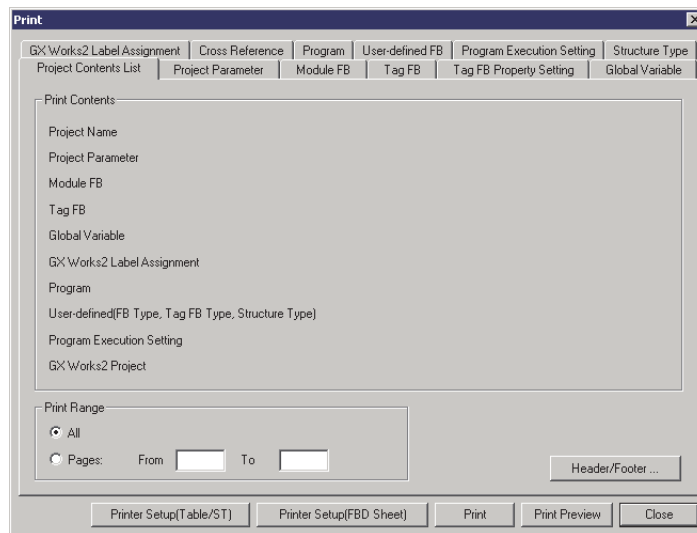 Print
GX Works2 Label Assignment Cross Reference Program User-defined FB Program Execution Setting Structure Type
Project Contents List Project Parameter Module FB Tag FB Tag FB Property Setting Global Variable
Print Contents
Project Name
Project Parameter
Module FB
Tag FB
Global Variable
GX Works2 Label Assignment
Program
User-defined(FB Type, Tag FB Type, Structure Type)
Program Execution Setting
GX Works2 Project
Print Range
All
Pages: From To
Header/Footer ...
Printer Setup(Table/ST) Printer Setup(FBD Sheet) Print Print Preview Close